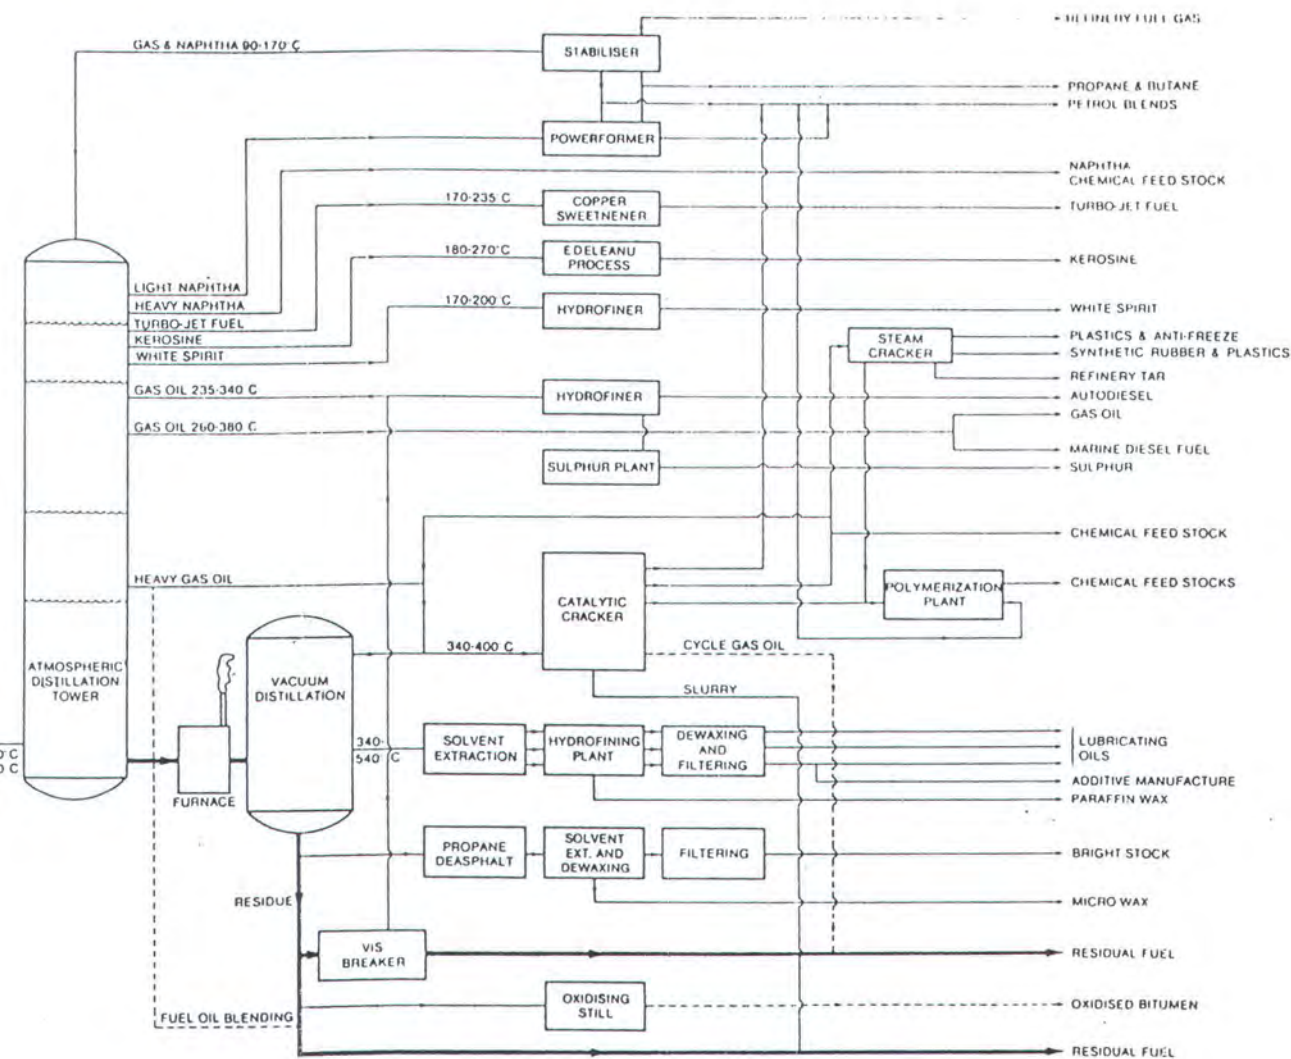 REFINERY FUEL GAS
GAS & NAPHTHA 90-170°C
STABILISER
PROPANE & BUTANE
PETROL BLENDS
POWERFORMER
NAPHTHA
CHEMICAL FEED STOCK
170-235°C
COPPER
SWEETNENER
TURBO-JET FUEL
180-270°C
EDELEANU
PROCESS
KEROSINE
LIGHT NAPHTHA
HEAVY NAPHTHA
TURBO-JET FUEL
KEROSINE
WHITE SPIRIT
170-200°C
HYDROFINER
WHITE SPIRIT
STEAM
CRACKER
PLASTICS & ANTI-FREEZE
SYNTHETIC RUBBER & PLASTICS
REFINERY TAR
GAS OIL 235-340 C
HYDROFINER
AUTODIESEL
GAS OIL
GAS OIL 260-380 C
MARINE DIESEL FUEL
SULPHUR PLANT
SULPHUR
CHEMICAL FEED STOCK
HEAVY GAS OIL
CATALYTIC
CRACKER
POLYMERIZATION
PLANT
CHEMICAL FEED STOCKS
340-400°C
CYCLE GAS OIL
ATMOSPHERIC
DISTILLATION
TOWER
VACUUM
DISTILLATION
SLURRY
340-
540°C
SOLVENT
EXTRACTION
HYDROFINING
PLANT
DEWAXING
AND
FILTERING
LUBRICATING
OILS
0°C
0 C
FURNACE
ADDITIVE MANUFACTURE
PARAFFIN WAX
PROPANE
DEASPHALT
SOLVENT
EXT. AND
DEWAXING
FILTERING
BRIGHT STOCK
RESIDUE
MICRO WAX
VIS
BREAKER
RESIDUAL FUEL
OXIDISING
STILL
OXIDISED BITUMEN
FUEL OIL BLENDING
RESIDUAL FUEL